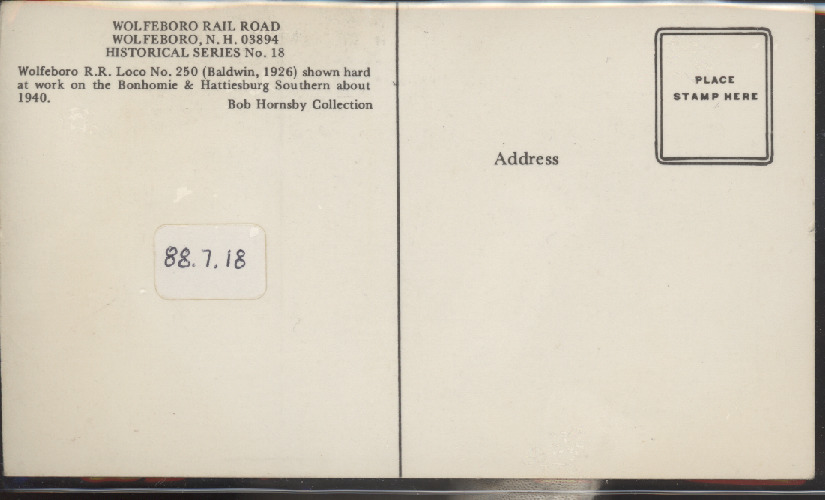 WOLFEBORO RAIL ROAD
WOLFEBORO, N. H. 03894
HISTORICAL SERIES No. 18
Wolfeboro R.R. Loco No. 250 (Baldwin, 1926) shown hard
at work on the Bonhomie & Hattiesburg Southern about
1940.
Bob Hornsby Collection
PLACE
STAMP HERE
Address
88.7.18